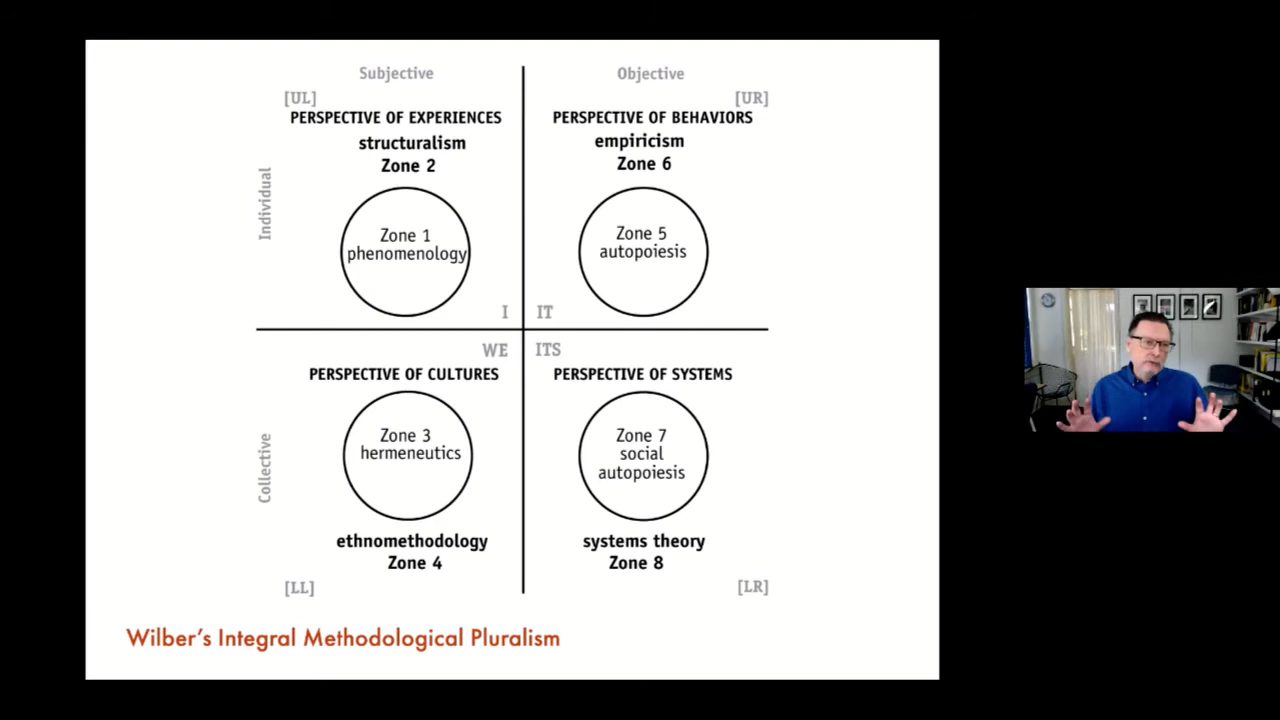 Subjective
Objective
[UL]
[UR]
PERSPECTIVE OF EXPERIENCES
PERSPECTIVE OF BEHAVIORS
structuralism
Zone 2
empiricism
Zone 6
Individual
Zone 1
phenomenology
Zone 5
autopoiesis
I
IT
WE
ITS
PERSPECTIVE OF CULTURES
PERSPECTIVE OF SYSTEMS
Collective
Zone 3
hermeneutics
Zone 7
social
autopoiesis
ethnomethodology
Zone 4
systems theory
Zone 8
[LL]
[LR]
Wilber's Integral Methodological Pluralism